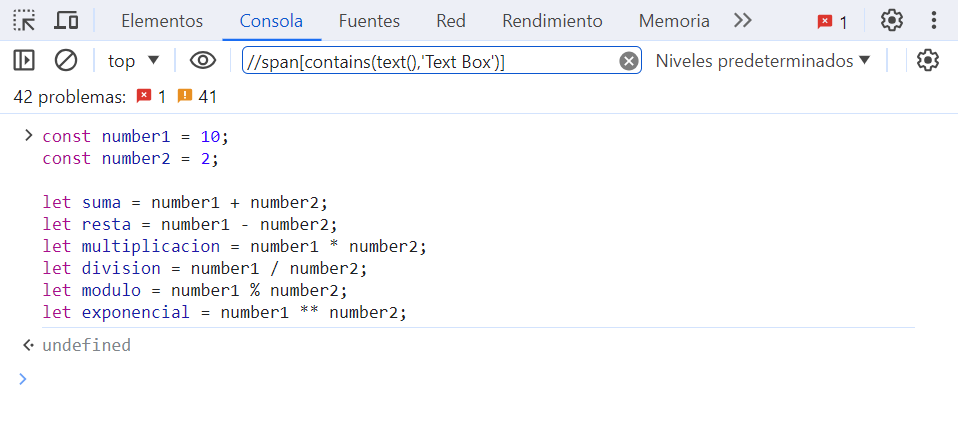 Elementos Consola Fuentes Red Rendimiento Memoria 1
top //span[contains(text(),'Text Box')] Niveles predeterminados
42 problemas: 1 41
const number1 = 10;
const number2 = 2;
let suma = number1 + number2;
let resta = number1 - number2;
let multiplicacion = number1 * number2;
let division = number1 / number2;
let modulo = number1 % number2;
let exponencial = number1 ** number2;
undefined